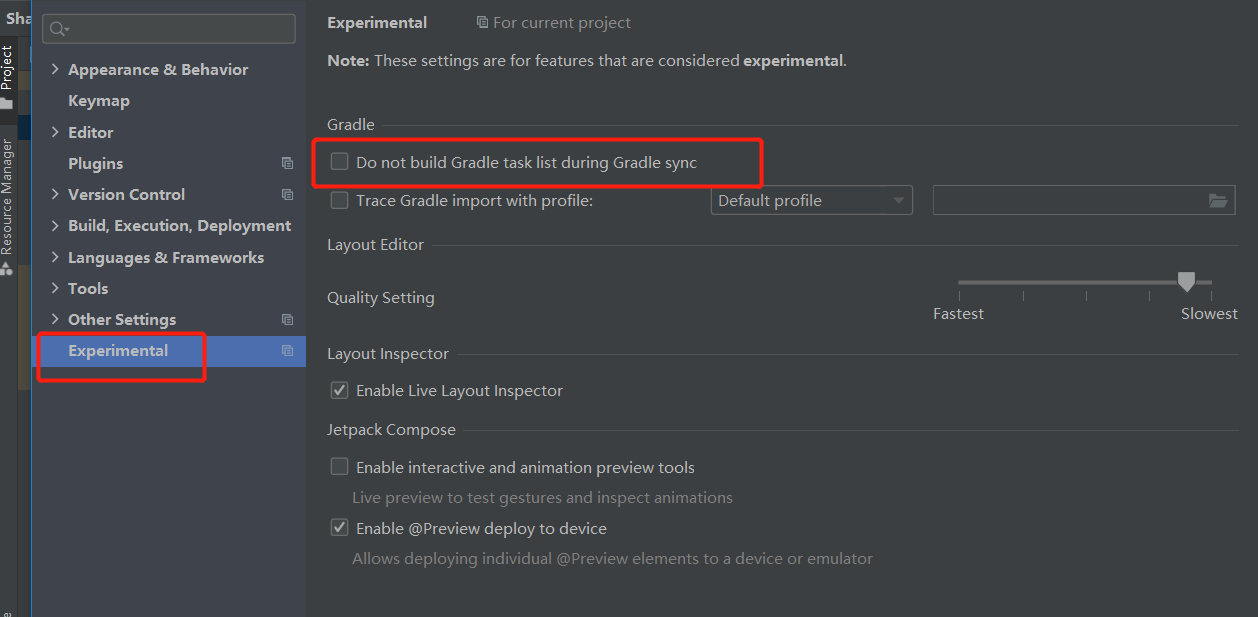 Sha
Project
Resource Manager
Appearance & Behavior
Keymap
Editor
Plugins
Version Control
Build, Execution, Deployment
Languages & Frameworks
Tools
Other Settings
Experimental
Experimental For current project
Note: These settings are for features that are considered experimental.
Gradle
Do not build Gradle task list during Gradle sync
Trace Gradle import with profile: Default profile
Layout Editor
Quality Setting
Fastest Slowest
Layout Inspector
Enable Live Layout Inspector
Jetpack Compose
Enable interactive and animation preview tools
Live preview to test gestures and inspect animations
Enable @Preview deploy to device
Allows deploying individual @Preview elements to a device or emulator